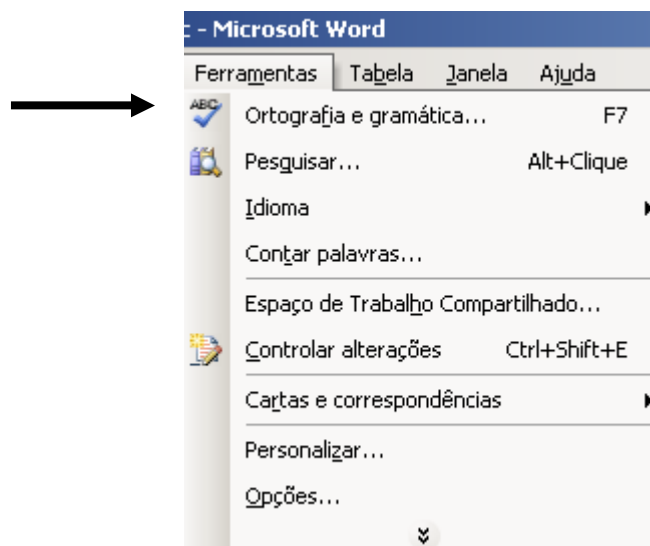 : - Microsoft Word
Ferramentas Tabela Janela Ajuda
ABC Ortografia e gramática... F7
Pesquisar... Alt+Clique
Idioma
Contar palavras...
Espaço de Trabalho Compartilhado...
Controlar alterações Ctrl+Shift+E
Cartas e correspondências
Personalizar...
Opções...